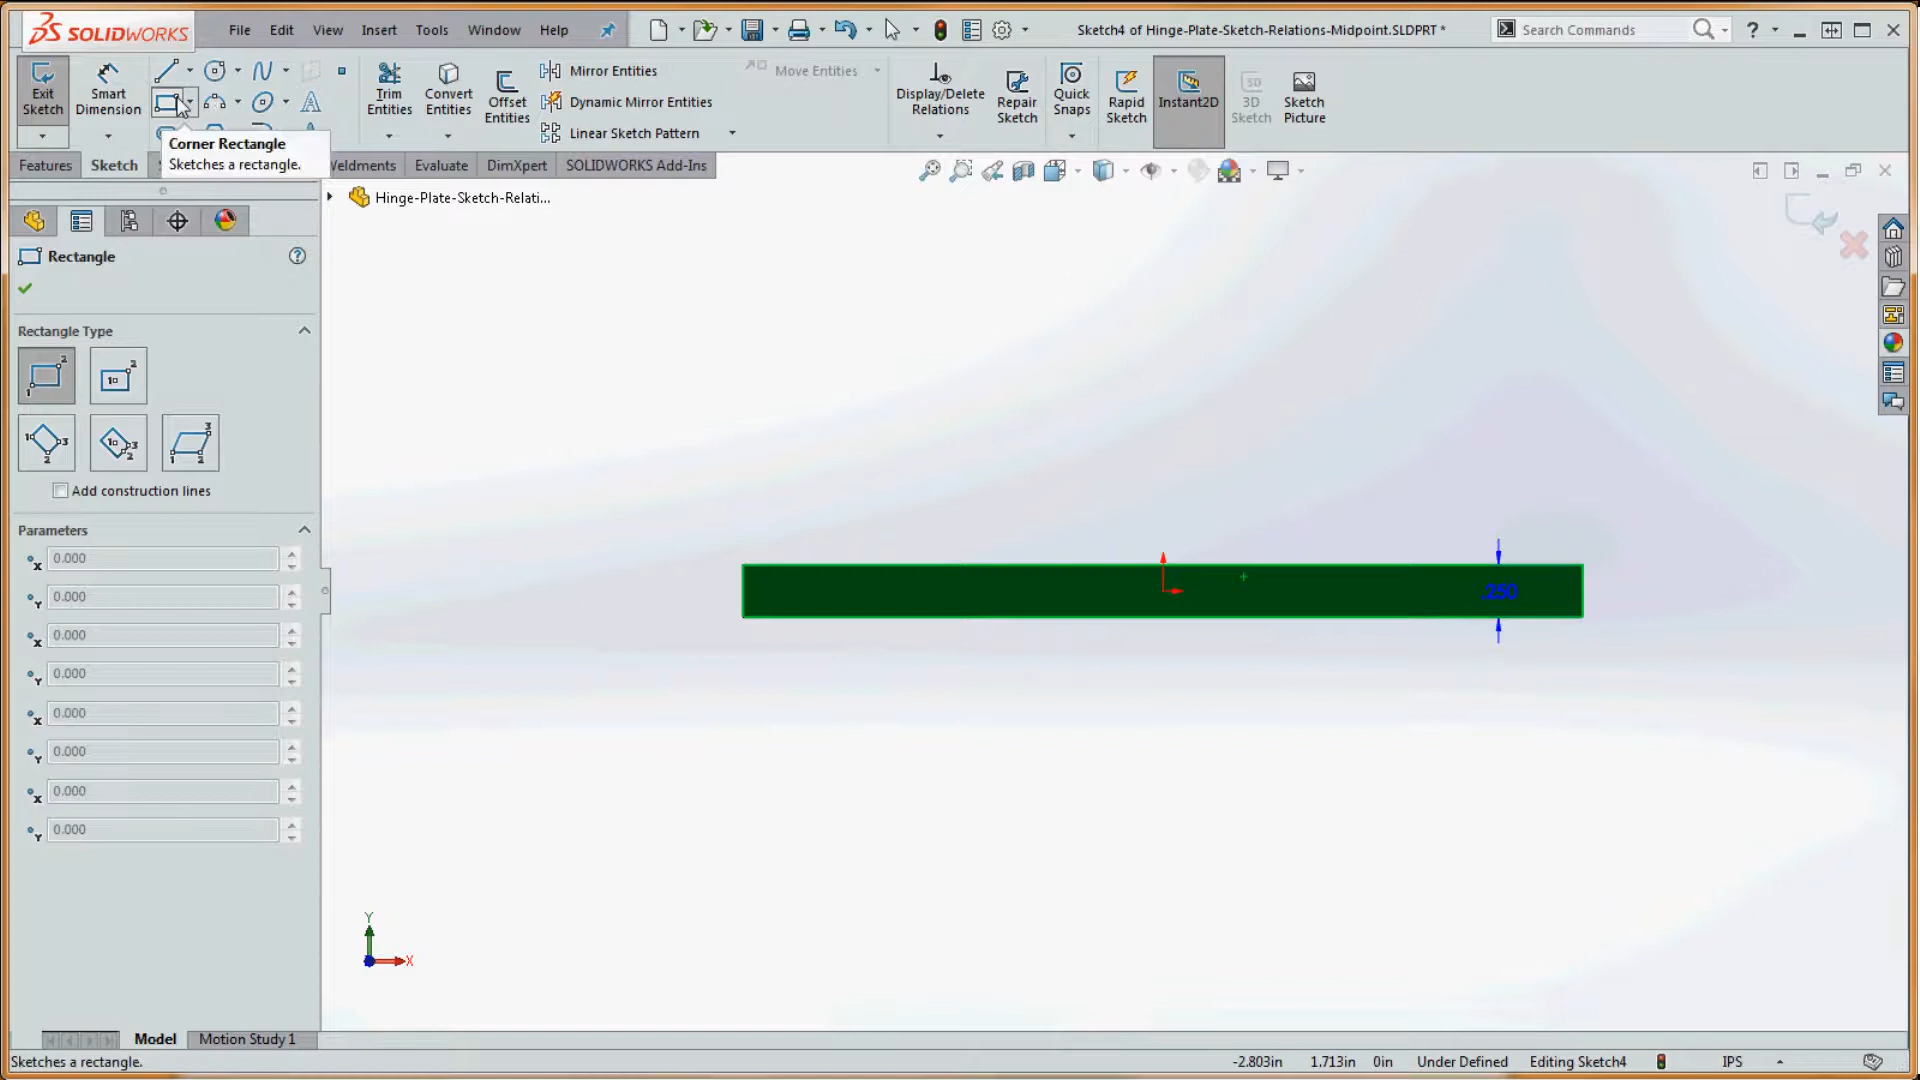 SOLIDWORKS
File Edit View Insert Tools Window Help
Sketch4 of Hinge-Plate-Sketch-Relations-Midpoint.SLDPRT *
Search Commands
Exit Sketch
Smart Dimension
Trim Entities
Convert Entities
Offset Entities
Mirror Entities
Dynamic Mirror Entities
Linear Sketch Pattern
Move Entities
Display/Delete Relations
Repair Sketch
Quick Snaps
Rapid Sketch
Instant2D
3D Sketch
Sketch Picture
Corner Rectangle
Sketches a rectangle.
Features Sketch Weldments Evaluate DimXpert SOLIDWORKS Add-Ins
Hinge-Plate-Sketch-Relati...
Rectangle
Rectangle Type
Add construction lines
Parameters
x 0.000
Y 0.000
x 0.000
Y 0.000
x 0.000
Y 0.000
x 0.000
Y 0.000
.250
Y
X
Model Motion Study 1
Sketches a rectangle.
-2.803in 1.713in 0in Under Defined Editing Sketch4 IPS